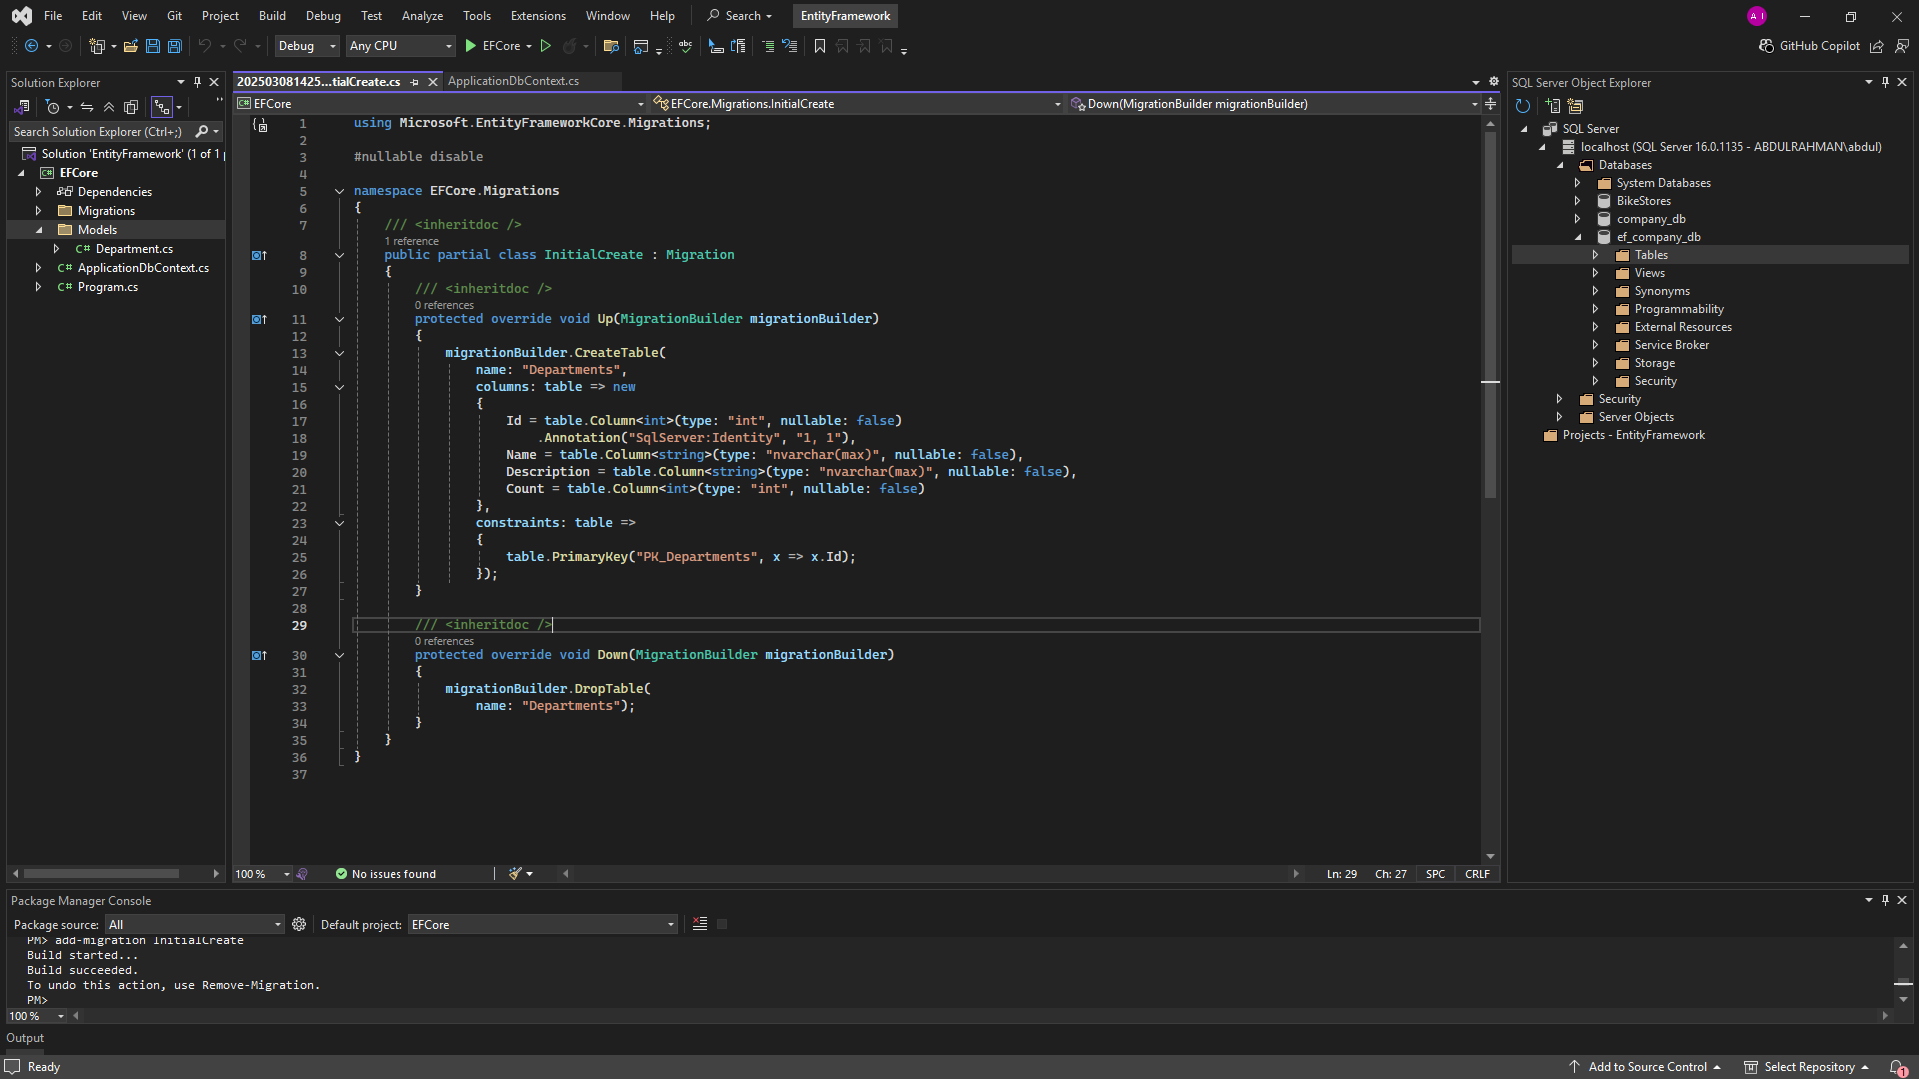 File Edit View Git Project Build Debug Test Analyze Tools Extensions Window Help Search EntityFramework A I
Debug Any CPU EFCore GitHub Copilot
Solution Explorer
Search Solution Explorer (Ctrl+;)
Solution 'EntityFramework' (1 of 1
EFCore
Dependencies
Migrations
Models
C# Department.cs
C# ApplicationDbContext.cs
C# Program.cs
202503081425...tialCreate.cs ApplicationDbContext.cs
EFCore EFCore.Migrations.InitialCreate Down(MigrationBuilder migrationBuilder)
1 using Microsoft.EntityFrameworkCore.Migrations;
2
3 #nullable disable
4
5 namespace EFCore.Migrations
6 {
7 /// <inheritdoc />
1 reference
8 public partial class InitialCreate : Migration
9 {
10 /// <inheritdoc />
0 references
11 protected override void Up(MigrationBuilder migrationBuilder)
12 {
13 migrationBuilder.CreateTable(
14 name: "Departments",
15 columns: table => new
16 {
17 Id = table.Column<int>(type: "int", nullable: false)
18 .Annotation("SqlServer:Identity", "1, 1"),
19 Name = table.Column<string>(type: "nvarchar(max)", nullable: false),
20 Description = table.Column<string>(type: "nvarchar(max)", nullable: false),
21 Count = table.Column<int>(type: "int", nullable: false)
22 },
23 constraints: table =>
24 {
25 table.PrimaryKey("PK_Departments", x => x.Id);
26 });
27 }
28
29 /// <inheritdoc />
0 references
30 protected override void Down(MigrationBuilder migrationBuilder)
31 {
32 migrationBuilder.DropTable(
33 name: "Departments");
34 }
35 }
36 }
37
100 % No issues found Ln: 29 Ch: 27 SPC CRLF
SQL Server Object Explorer
SQL Server
localhost (SQL Server 16.0.1135 - ABDULRAHMAN\abdul)
Databases
System Databases
BikeStores
company_db
ef_company_db
Tables
Views
Synonyms
Programmability
External Resources
Service Broker
Storage
Security
Security
Server Objects
Projects - EntityFramework
Package Manager Console
Package source: All Default project: EFCore
PM> add-migration InitialCreate
Build started...
Build succeeded.
To undo this action, use Remove-Migration.
PM>
100 %
Output
Ready Add to Source Control Select Repository 1